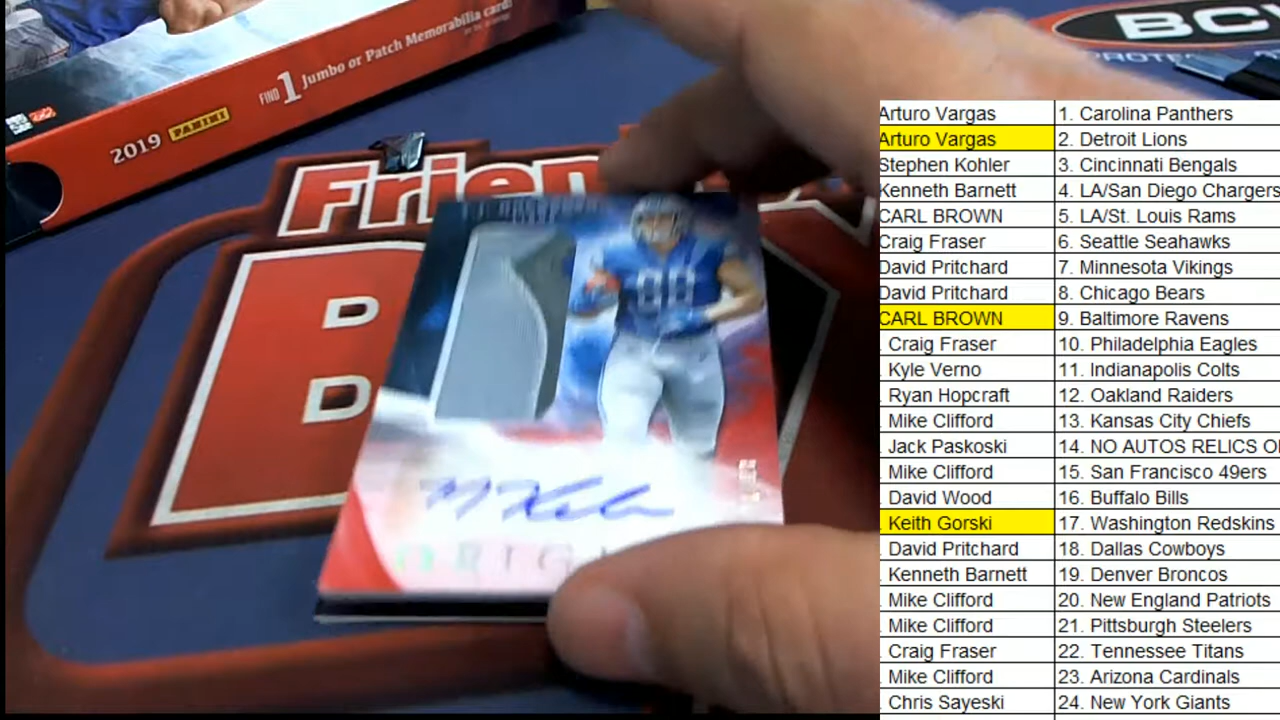 FIND 1 Jumbo or Patch Memorabilia card!
2019 PANINI
BC
PROTE
Frien
B
D
88
ORIG
Arturo Vargas 1. Carolina Panthers
Arturo Vargas 2. Detroit Lions
Stephen Kohler 3. Cincinnati Bengals
Kenneth Barnett 4. LA/San Diego Chargers
CARL BROWN 5. LA/St. Louis Rams
Craig Fraser 6. Seattle Seahawks
David Pritchard 7. Minnesota Vikings
David Pritchard 8. Chicago Bears
CARL BROWN 9. Baltimore Ravens
. Craig Fraser 10. Philadelphia Eagles
. Kyle Verno 11. Indianapolis Colts
. Ryan Hopcraft 12. Oakland Raiders
. Mike Clifford 13. Kansas City Chiefs
. Jack Paskoski 14. NO AUTOS RELICS O
. Mike Clifford 15. San Francisco 49ers
. David Wood 16. Buffalo Bills
. Keith Gorski 17. Washington Redskins
. David Pritchard 18. Dallas Cowboys
. Kenneth Barnett 19. Denver Broncos
. Mike Clifford 20. New England Patriots
. Mike Clifford 21. Pittsburgh Steelers
. Craig Fraser 22. Tennessee Titans
. Mike Clifford 23. Arizona Cardinals
. Chris Sayeski 24. New York Giants